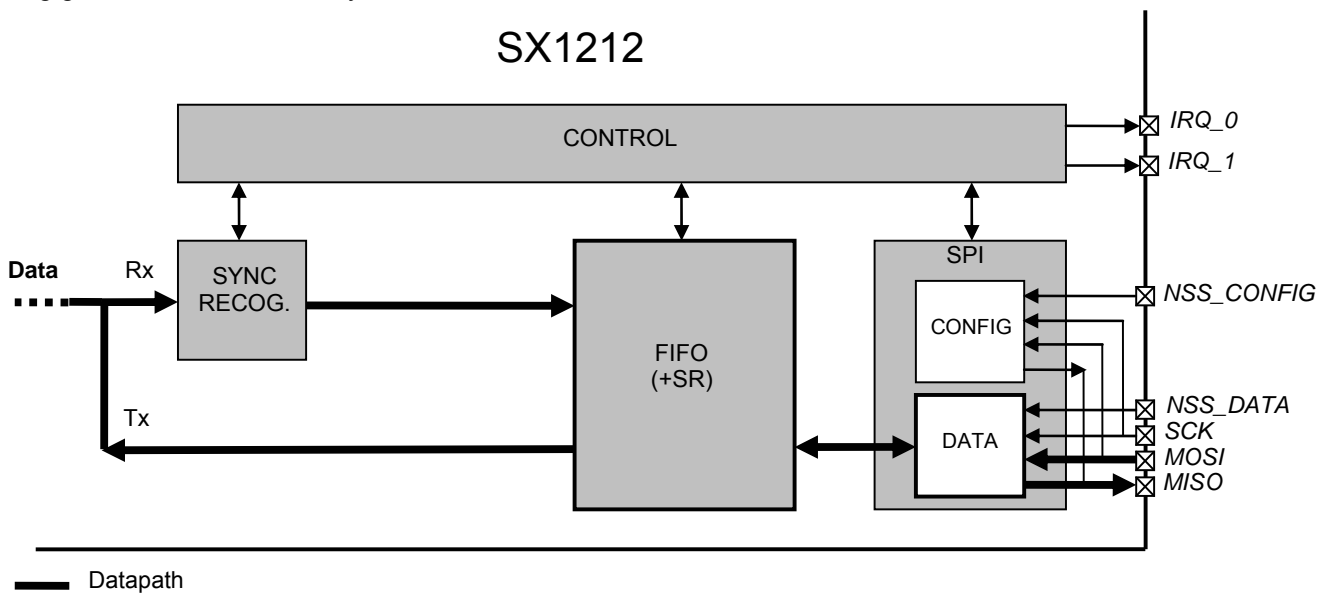 SX1212
CONTROL
IRQ_0
IRQ_1
Data
Rx
SYNC
RECOG.
SPI
NSS_CONFIG
CONFIG
FIFO
(+SR)
Tx
NSS_DATA
SCK
DATA
MOSI
MISO
Datapath